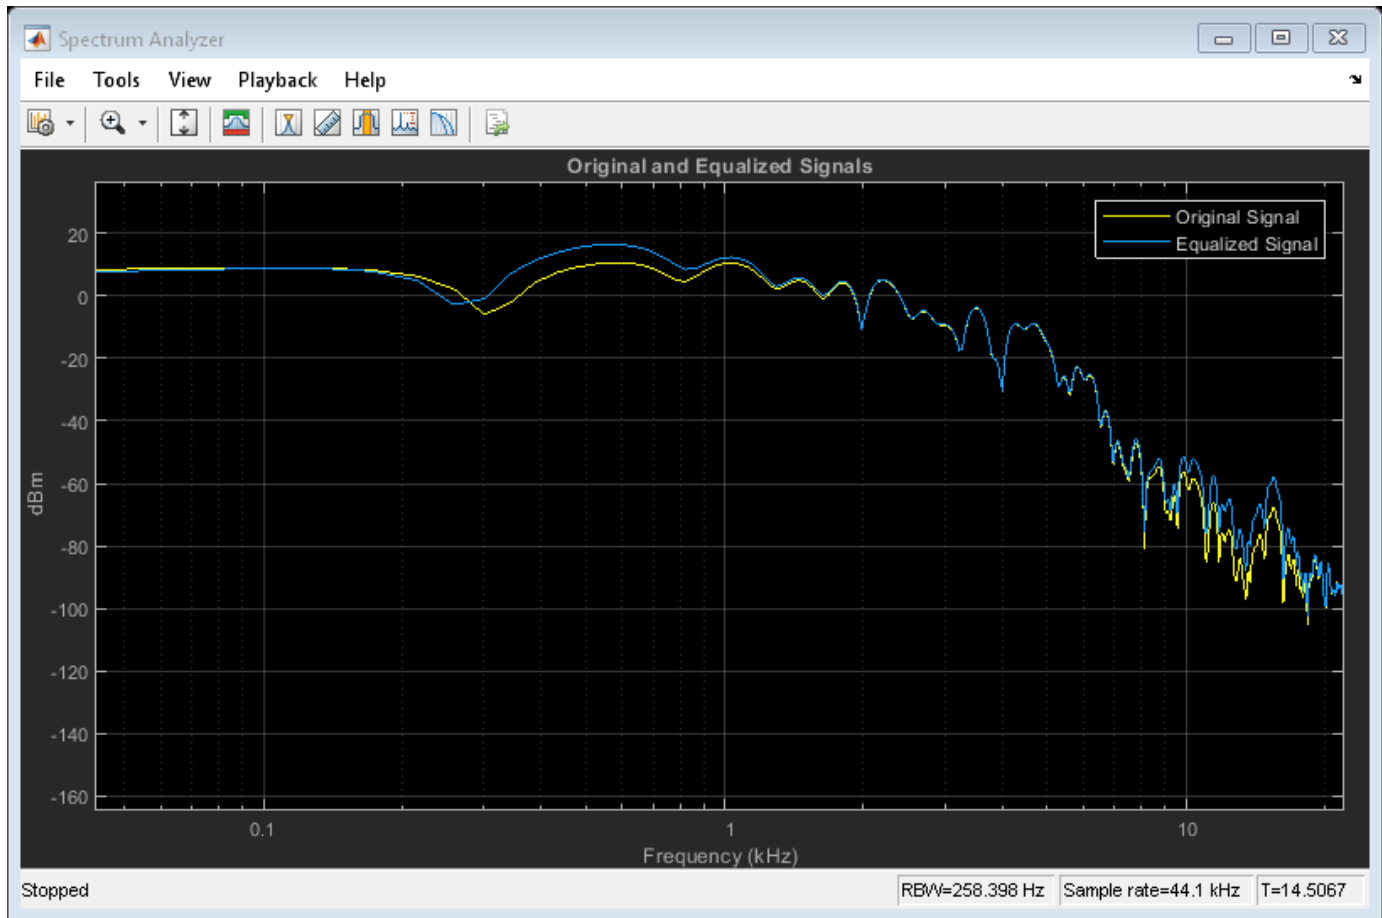 Spectrum Analyzer
File Tools View Playback Help
Original and Equalized Signals
Original Signal
Equalized Signal
20
0
-20
-40
-60
-80
-100
-120
-140
-160
dBm
0.1 1 10
Frequency (kHz)
Stopped RBW=258.398 Hz Sample rate=44.1 kHz T=14.5067